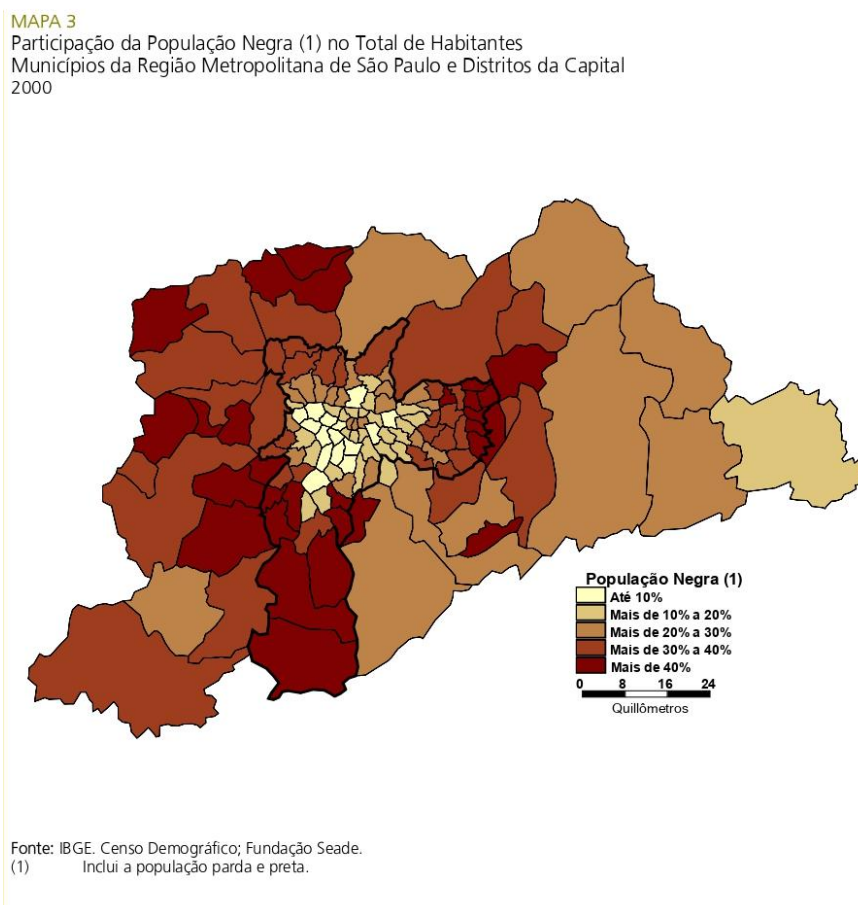 MAPA 3
Participação da População Negra (1) no Total de Habitantes
Municípios da Região Metropolitana de São Paulo e Distritos da Capital
2000
População Negra (1)
Até 10%
Mais de 10% a 20%
Mais de 20% a 30%
Mais de 30% a 40%
Mais de 40%
0 8 16 24
Quillômetros
Fonte: IBGE. Censo Demográfico; Fundação Seade.
(1) Inclui a população parda e preta.